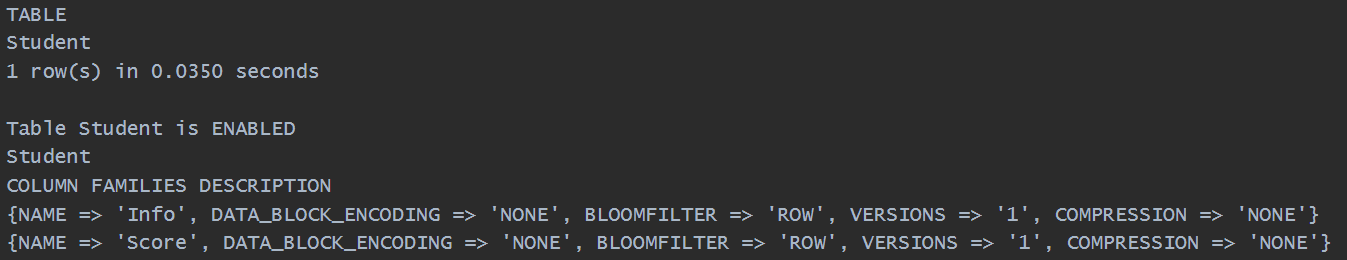 TABLE
Student
1 row(s) in 0.0350 seconds
Table Student is ENABLED
Student
COLUMN FAMILIES DESCRIPTION
{NAME => 'Info', DATA_BLOCK_ENCODING => 'NONE', BLOOMFILTER => 'ROW', VERSIONS => '1', COMPRESSION => 'NONE'}
{NAME => 'Score', DATA_BLOCK_ENCODING => 'NONE', BLOOMFILTER => 'ROW', VERSIONS => '1', COMPRESSION => 'NONE'}